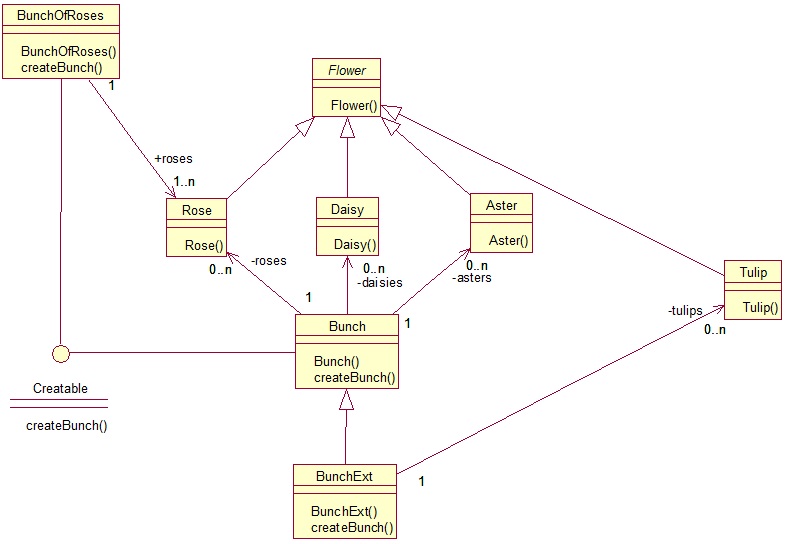 BunchOfRoses
BunchOfRoses()
createBunch()
1
+roses
1..n
Flower
Flower()
Rose
Rose()
0..n
-roses
1
Daisy
Daisy()
0..n
-daisies
Aster
Aster()
0..n
-asters
1
Tulip
Tulip()
-tulips
0..n
Bunch
Bunch()
createBunch()
Creatable
createBunch()
BunchExt
BunchExt()
createBunch()
1